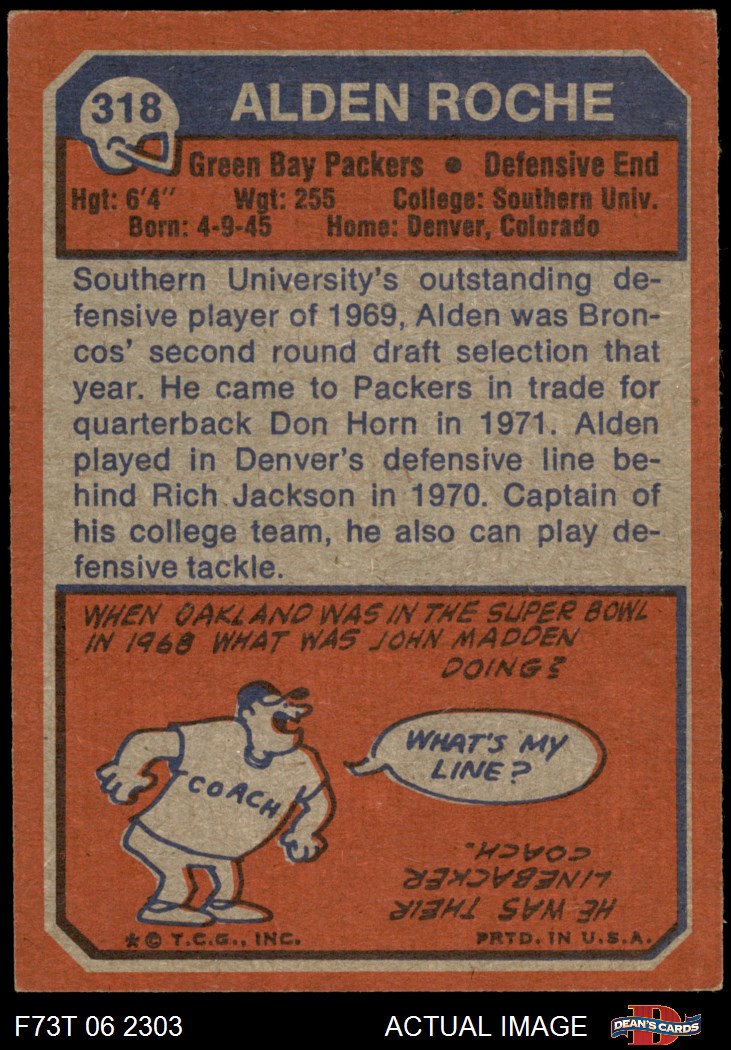 318
ALDEN ROCHE
Green Bay Packers • Defensive End
Hgt: 6'4" Wgt: 255 College: Southern Univ.
Born: 4-9-45 Home: Denver, Colorado
Southern University's outstanding de-
fensive player of 1969, Alden was Bron-
cos' second round draft selection that
year. He came to Packers in trade for
quarterback Don Horn in 1971. Alden
played in Denver's defensive line be-
hind Rich Jackson in 1970. Captain of
his college team, he also can play de-
fensive tackle.
WHEN OAKLAND WAS IN THE SUPER BOWL
IN 1968 WHAT WAS JOHN MADDEN
DOING?
WHAT'S MY
LINE?
COACH
HE WAS THEIR
LINEBACKER
COACH.
* © T.C.G., INC. PRTD. IN U.S.A.
F73T 06 2303 ACTUAL IMAGE
D
DEAN'S CARDS